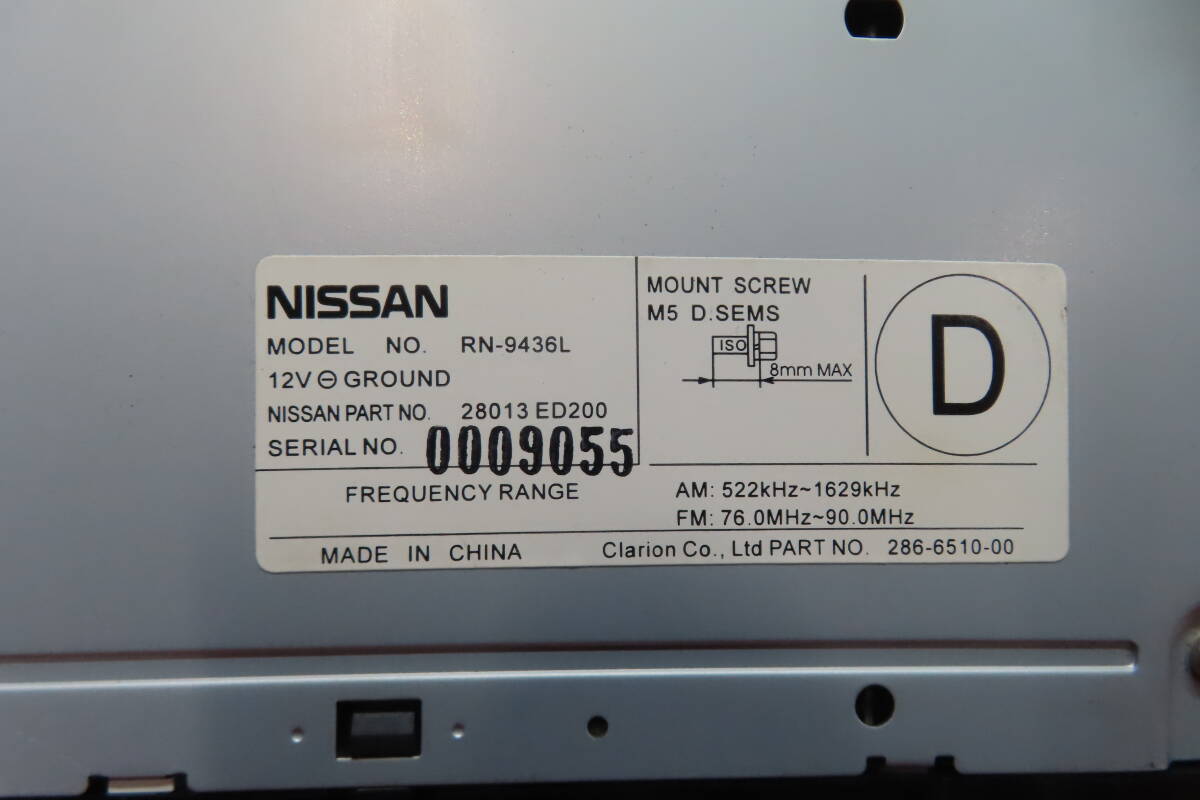 NISSAN
MODEL NO. RN-9436L
12V ⊖ GROUND
NISSAN PART NO. 28013 ED200
SERIAL NO. 0009055
MOUNT SCREW
M5 D.SEMS
ISO
8mm MAX
D
FREQUENCY RANGE
AM: 522kHz~1629kHz
FM: 76.0MHz~90.0MHz
MADE IN CHINA
Clarion Co., Ltd PART NO. 286-6510-00